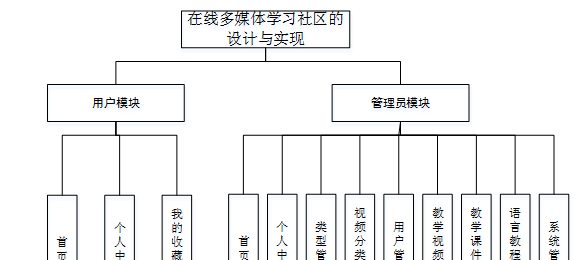 在线多媒体学习社区的
设计与实现
用户模块
管理员模块
首页
个人中
我的收藏
首页
个人中
类型管
视频分类
用户管
教学视频
教学课件
语言教程
系统管